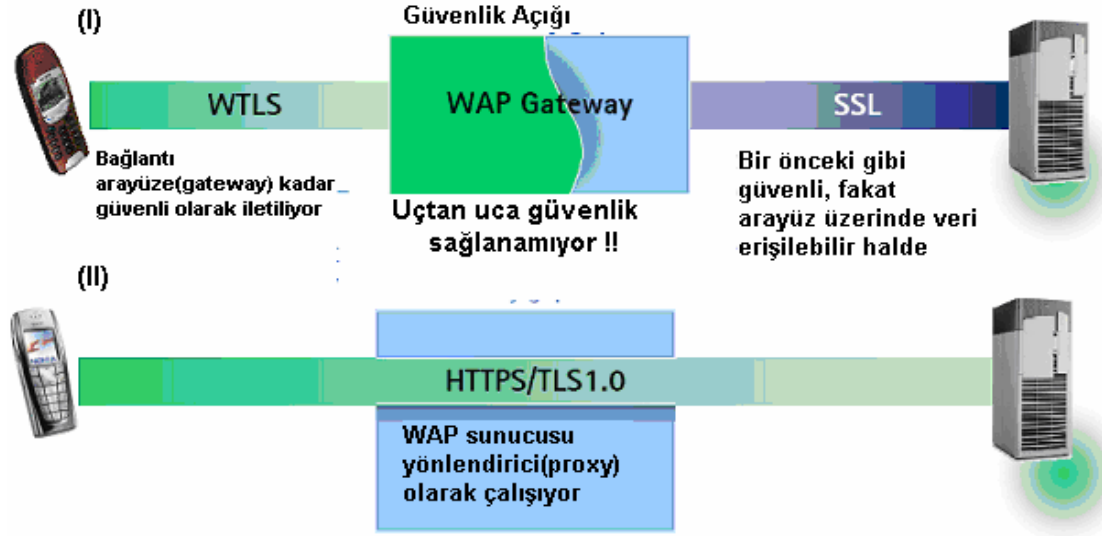 (I)
Güvenlik Açığı
WTLS
WAP Gateway
SSL
Bağlantı
arayüze(gateway) kadar
güvenli olarak iletiliyor
Uçtan uca güvenlik
sağlanamıyor !!
Bir önceki gibi
güvenli, fakat
arayüz üzerinde veri
erişilebilir halde
(II)
HTTPS/TLS1.0
WAP sunucusu
yönlendirici(proxy)
olarak çalışıyor